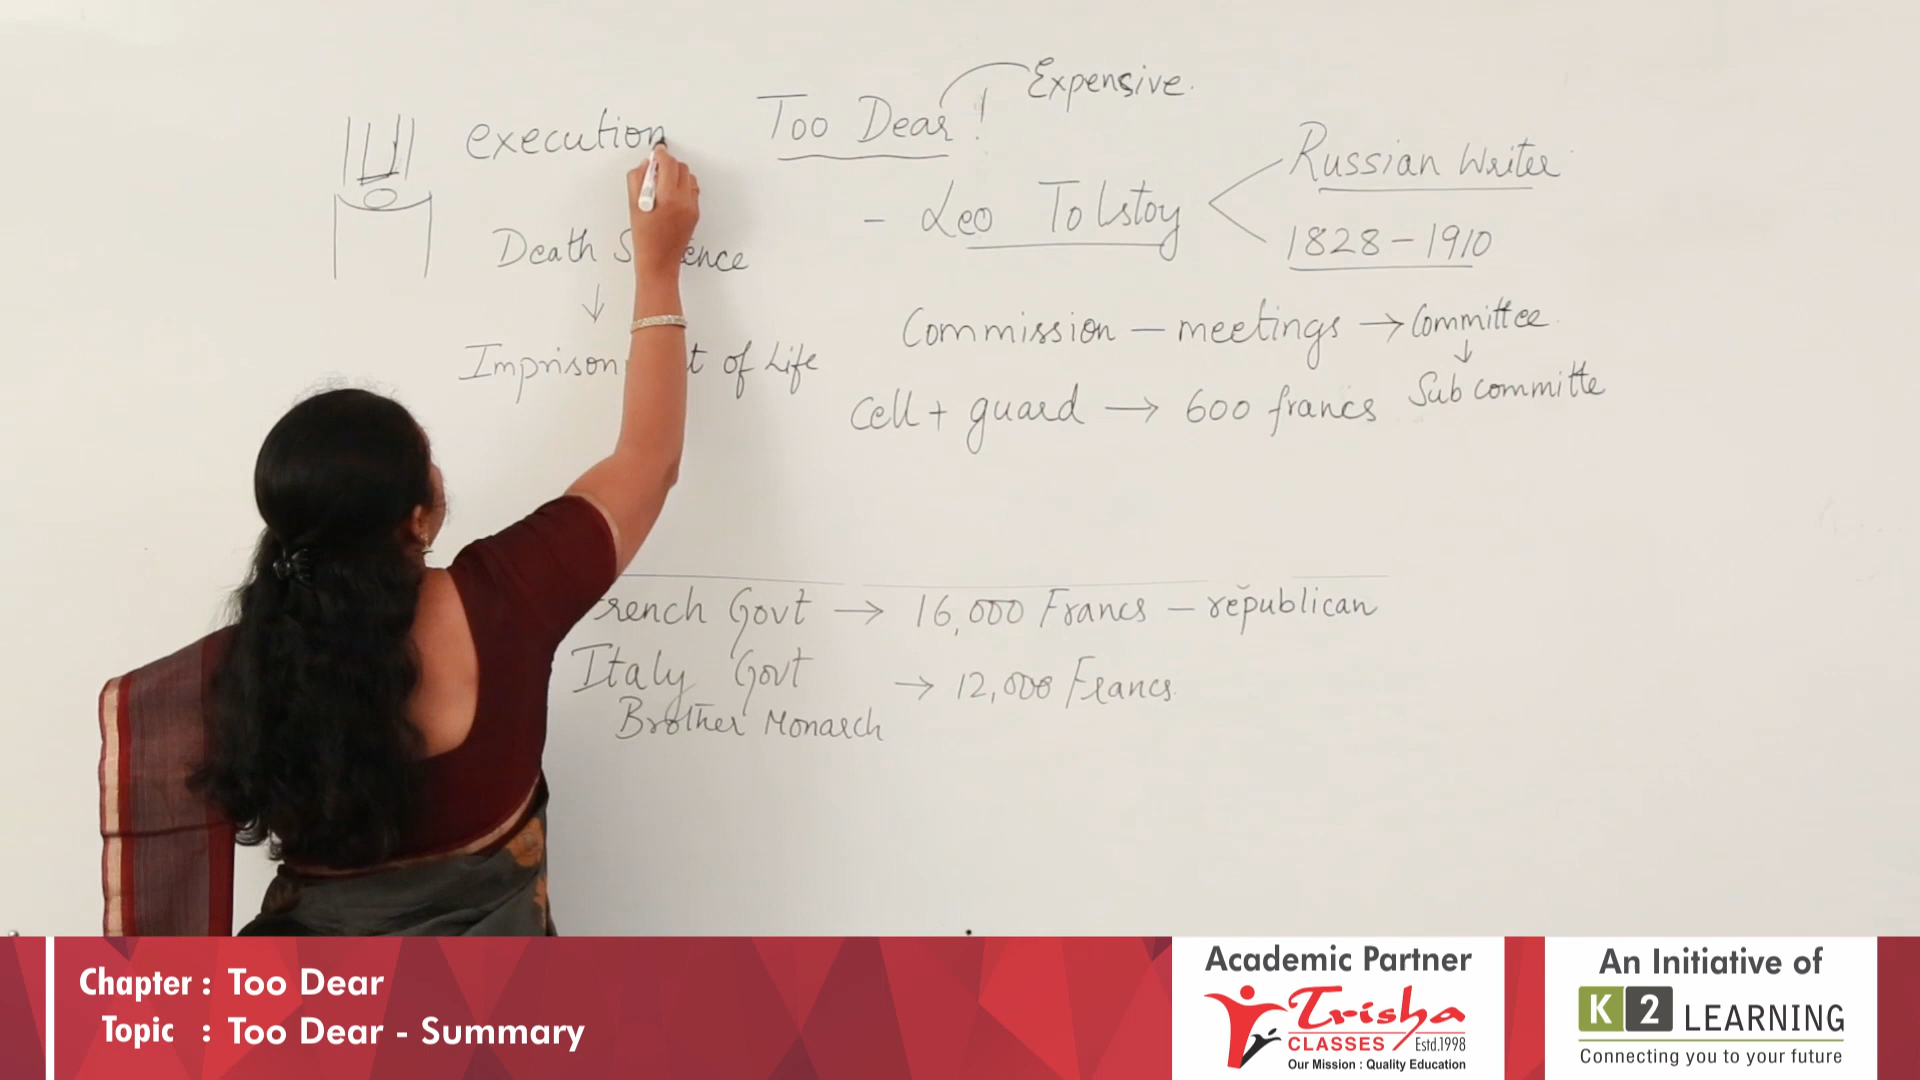 Expensive.
Too Dear!
execution
- Leo Tolstoy
Russian Writer
1828-1910
Death S ence
Imprison t of Life
Commission - meetings → Committee
Sub committe
Cell + guard → 600 francs
French Govt → 16,000 Francs - republican
Italy Govt → 12,000 Francs
Brother Monarch
Chapter : Too Dear
Topic : Too Dear - Summary
Academic Partner
Trisha
CLASSES Estd.1998
Our Mission : Quality Education
An Initiative of
K2 LEARNING
Connecting you to your future